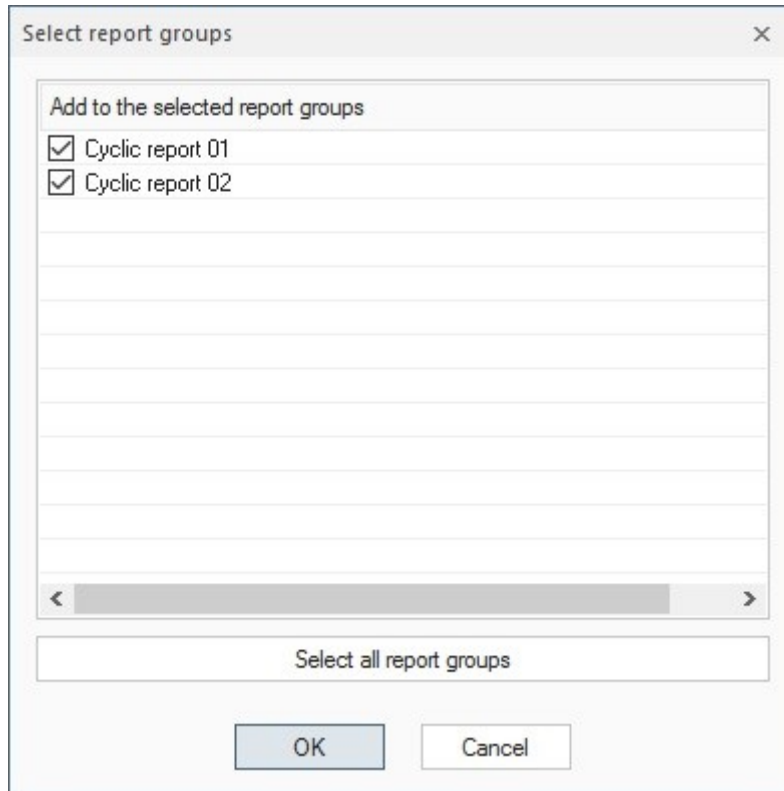 Select report groups
Add to the selected report groups
Cyclic report 01
Cyclic report 02
Select all report groups
OK Cancel